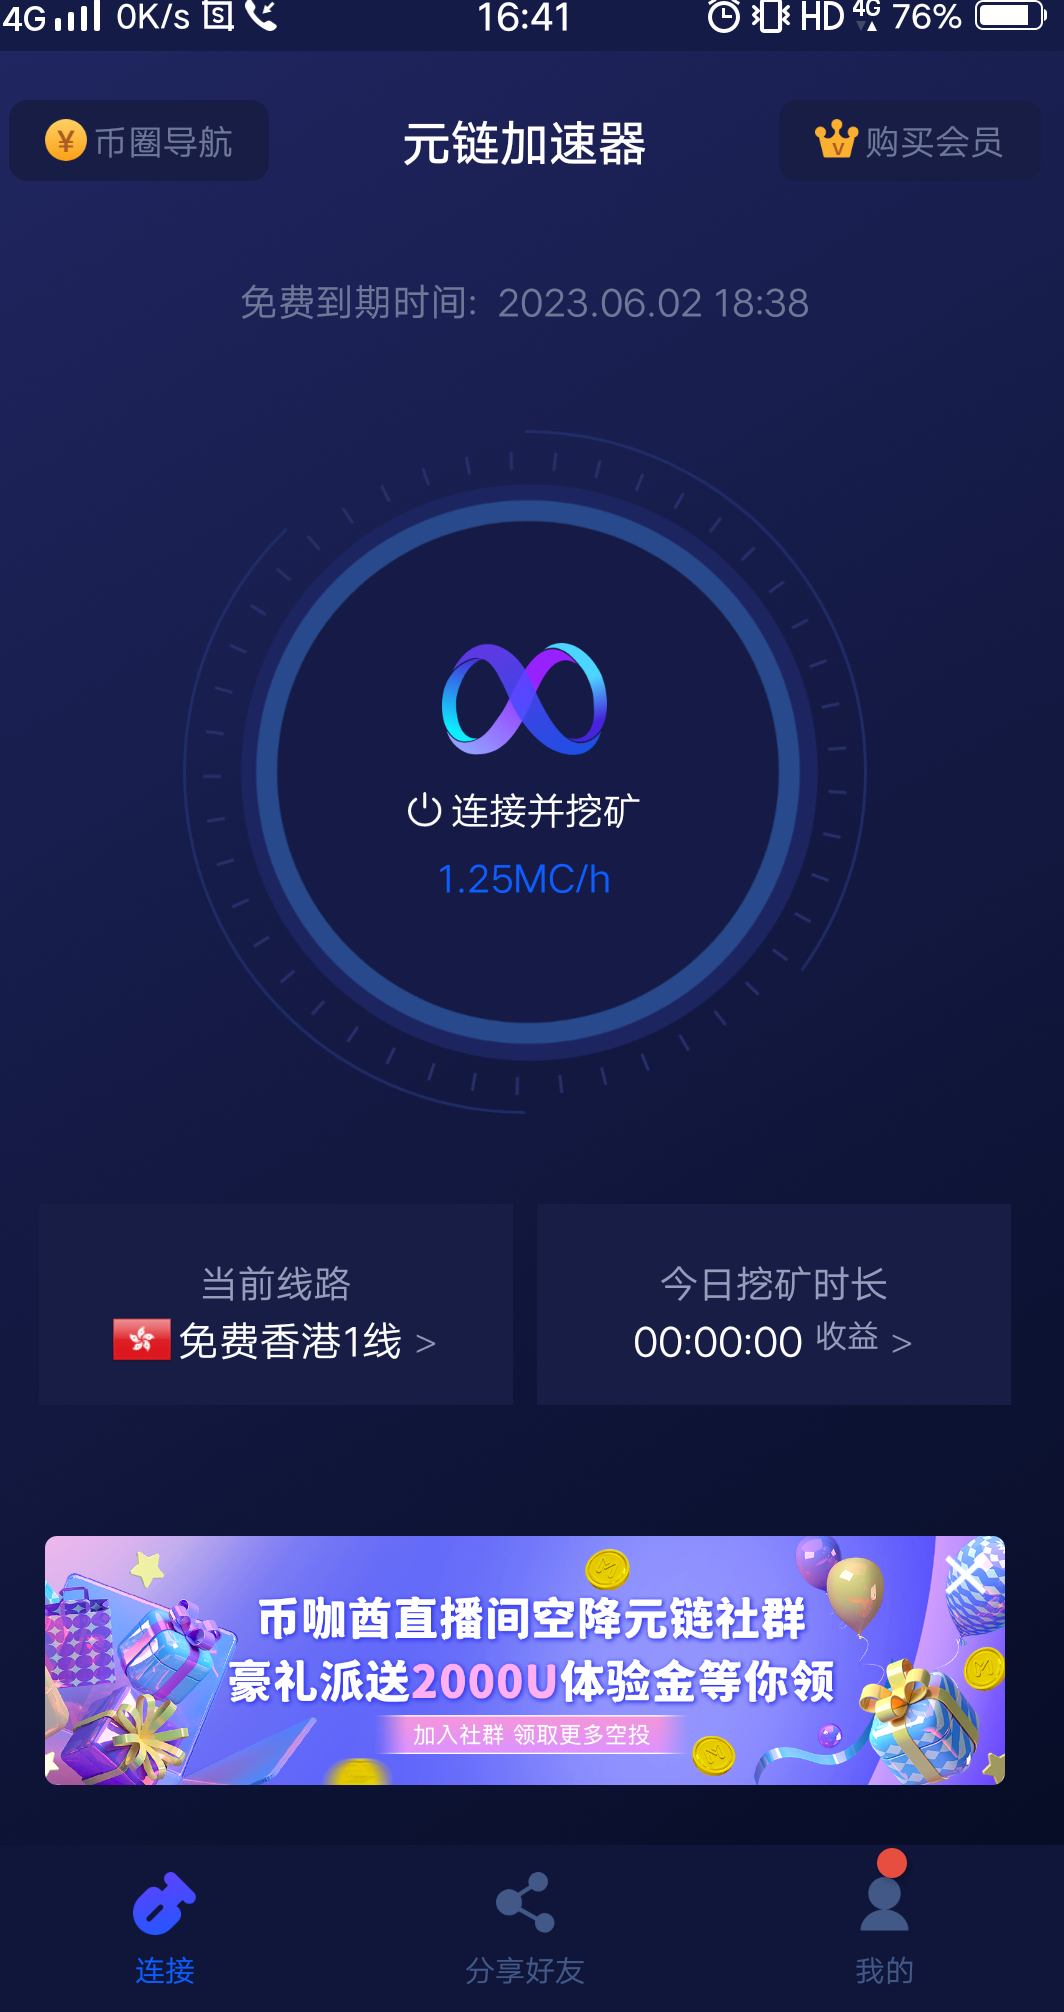 4G 0K/s 16:41 HD 4G 76%
币圈导航 元链加速器 购买会员
免费到期时间: 2023.06.02 18:38
连接并挖矿
1.25MC/h
当前线路
免费香港1线 >
今日挖矿时长
00:00:00 收益 >
币咖酋直播间空降元链社群
豪礼派送2000U体验金等你领
加入社群 领取更多空投
连接 分享好友 我的